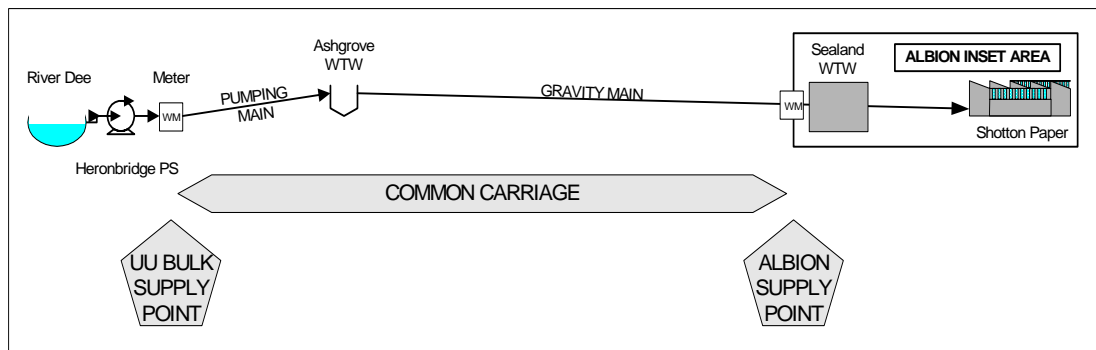 River Dee
Meter
WM
Heronbridge PS
PUMPING
MAIN
Ashgrove
WTW
GRAVITY MAIN
WM
Sealand
WTW
ALBION INSET AREA
Shotton Paper
COMMON CARRIAGE
UU BULK
SUPPLY
POINT
ALBION
SUPPLY
POINT